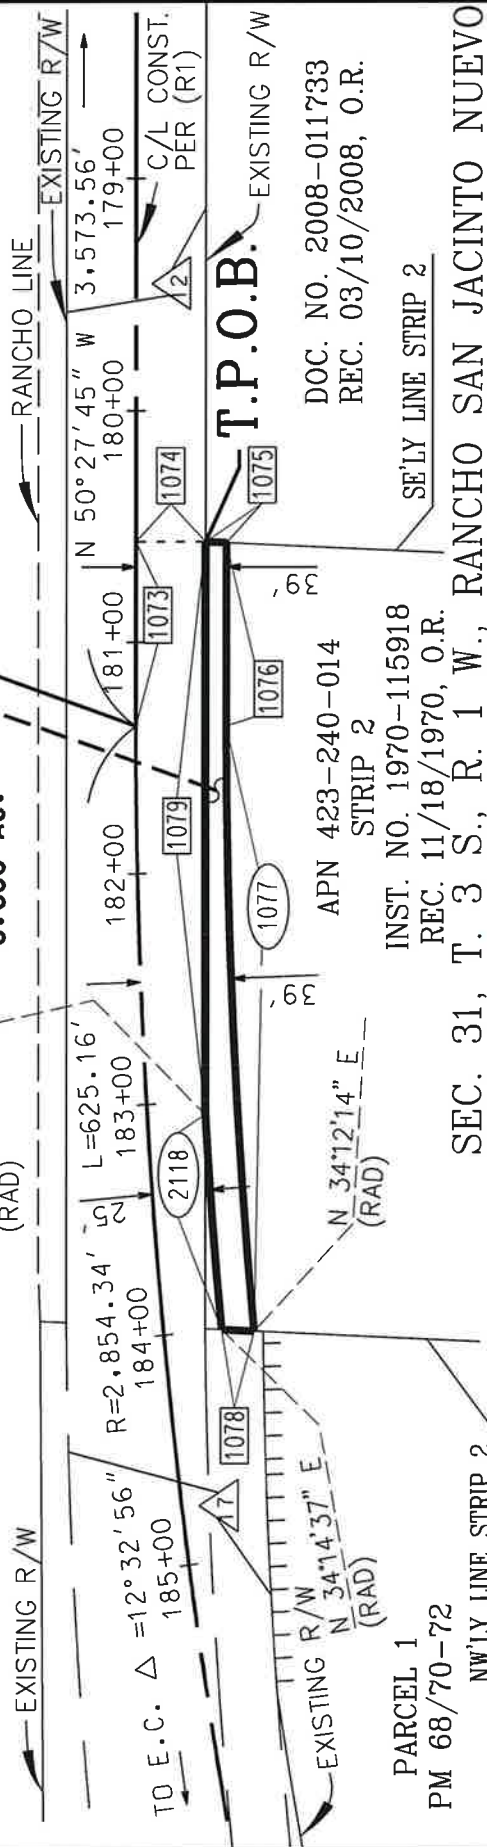 EXISTING R/W
RANCHO LINE
EXISTING R/W
(RAD)
TO E.C. Δ =12°32'56"
R=2,854.34'
L=625.16'
N 50°27'45" W 3,573.56'
185+00
184+00
183+00
182+00
181+00
180+00
179+00
C/L CONST.
PER (R1)
25'
1073
1074
12
17
2118
1079
T.P.O.B.
EXISTING R/W
1078
1077
1076
1075
39'
39'
EXISTING R/W
N 34°14'37" E
(RAD)
N 34°12'14" E
(RAD)
APN 423-240-014
STRIP 2
INST. NO. 1970-115918
REC. 11/18/1970, O.R.
DOC. NO. 2008-011733
REC. 03/10/2008, O.R.
SE'LY LINE STRIP 2
PARCEL 1
PM 68/70-72
NW'LY LINE STRIP 2
SEC. 31, T. 3 S., R. 1 W., RANCHO SAN JACINTO NUEVO